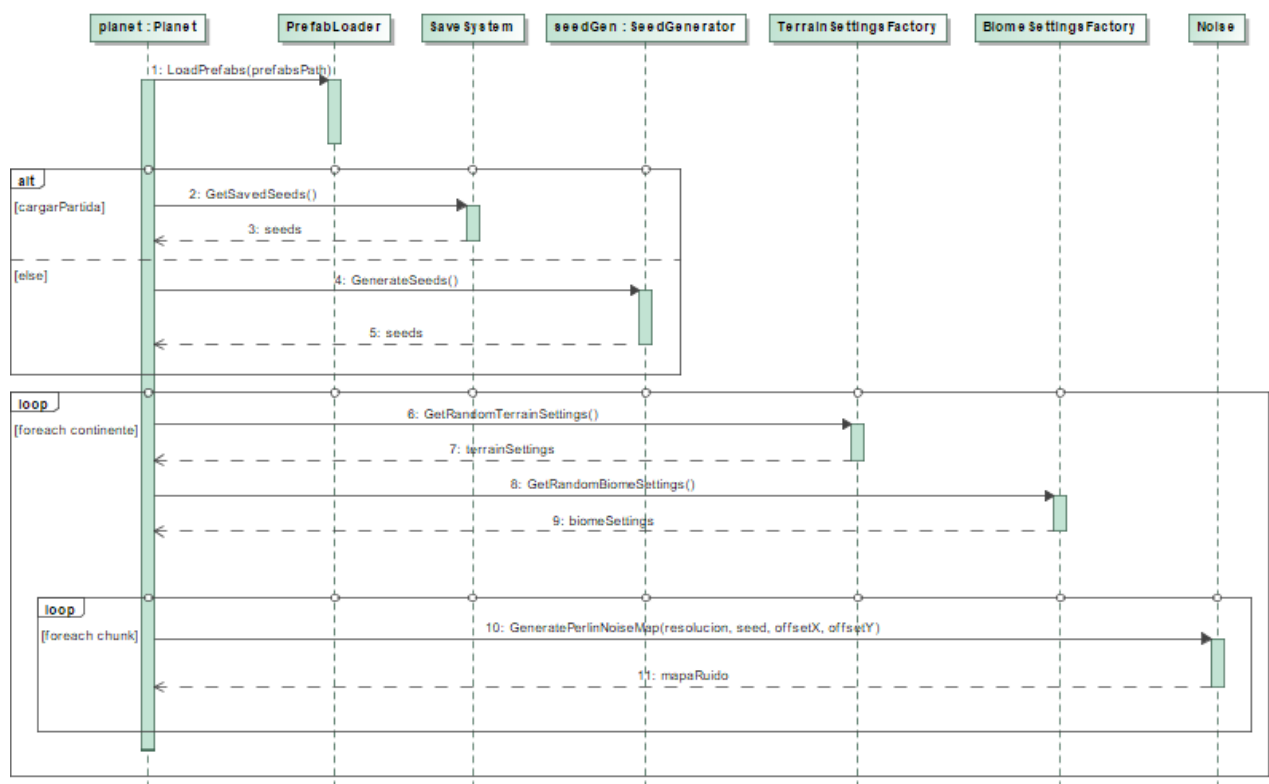 planet : Planet
PrefabLoader
SaveSystem
seedGen : SeedGenerator
TerrainSettingsFactory
BiomeSettingsFactory
Noise
1: LoadPrefabs(prefabsPath)
alt
[cargarPartida]
2: GetSavedSeeds()
3: seeds
[else]
4: GenerateSeeds()
5: seeds
loop
[foreach continente]
6: GetRandomTerrainSettings()
7: terrainSettings
8: GetRandomBiomeSettings()
9: biomeSettings
loop
[foreach chunk]
10: GeneratePerlinNoiseMap(resolucion, seed, offsetX, offsetY)
11: mapaRuido